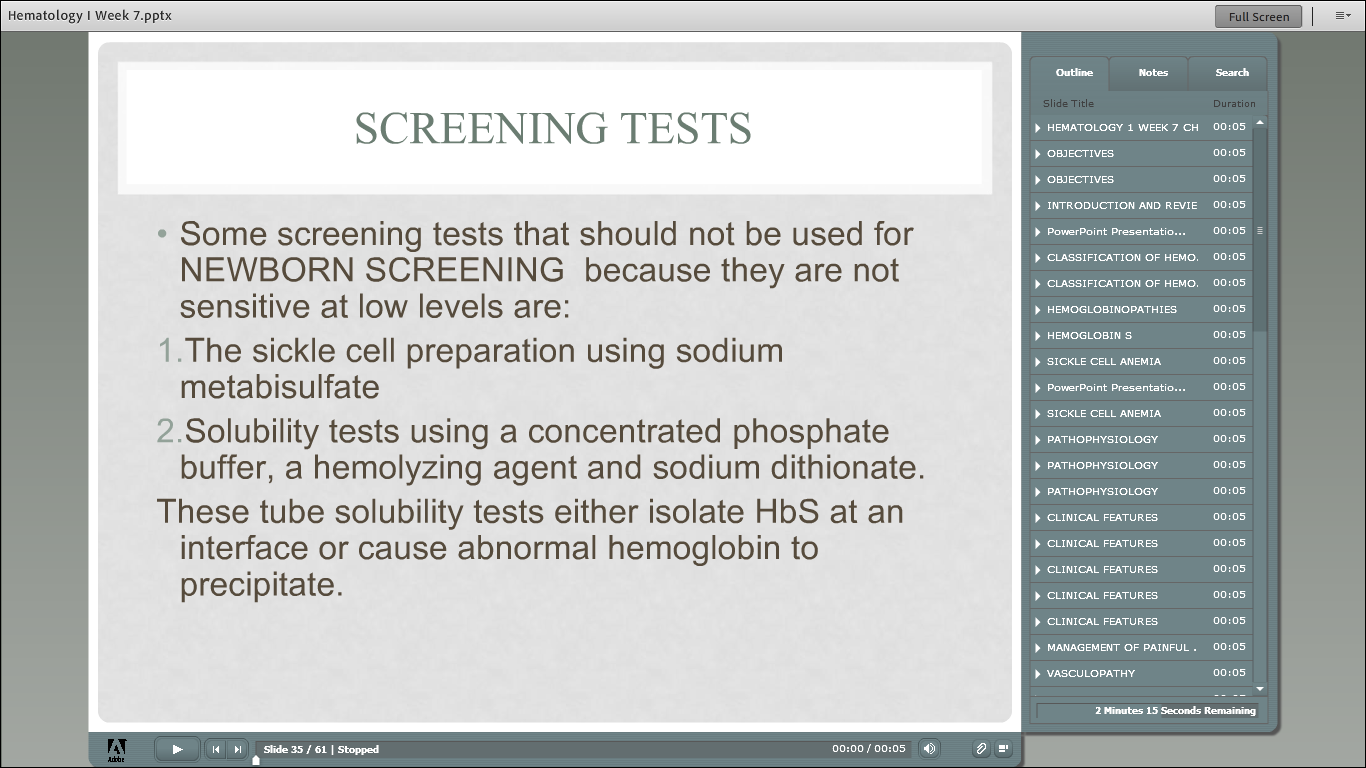 Hematology I Week 7.pptx
Full Screen
SCREENING TESTS
• Some screening tests that should not be used for
NEWBORN SCREENING because they are not
sensitive at low levels are:
1.The sickle cell preparation using sodium
metabisulfate
2.Solubility tests using a concentrated phosphate
buffer, a hemolyzing agent and sodium dithionate.
These tube solubility tests either isolate HbS at an
interface or cause abnormal hemoglobin to
precipitate.
Outline Notes Search
Slide Title Duration
HEMATOLOGY 1 WEEK 7 CH 00:05
OBJECTIVES 00:05
OBJECTIVES 00:05
INTRODUCTION AND REVIE 00:05
PowerPoint Presentatio... 00:05
CLASSIFICATION OF HEMO. 00:05
CLASSIFICATION OF HEMO. 00:05
HEMOGLOBINOPATHIES 00:05
HEMOGLOBIN S 00:05
SICKLE CELL ANEMIA 00:05
PowerPoint Presentatio... 00:05
SICKLE CELL ANEMIA 00:05
PATHOPHYSIOLOGY 00:05
PATHOPHYSIOLOGY 00:05
PATHOPHYSIOLOGY 00:05
CLINICAL FEATURES 00:05
CLINICAL FEATURES 00:05
CLINICAL FEATURES 00:05
CLINICAL FEATURES 00:05
CLINICAL FEATURES 00:05
MANAGEMENT OF PAINFUL . 00:05
VASCULOPATHY 00:05
2 Minutes 15 Seconds Remaining
Adobe
Slide 35 / 61 | Stopped 00:00 / 00:05